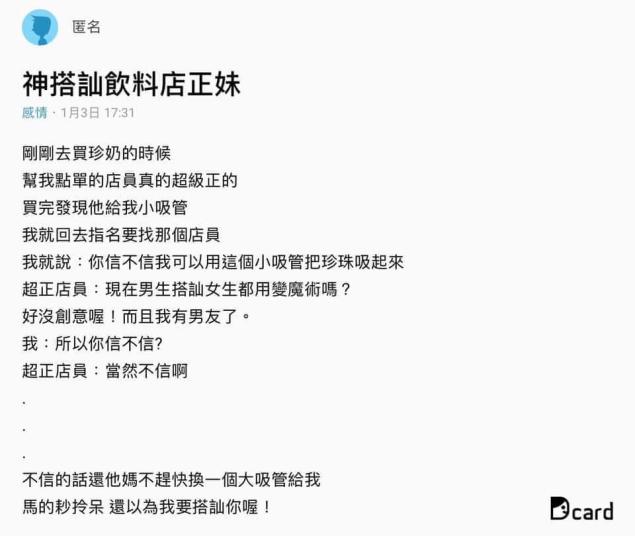 匿名
神搭訕飲料店正妹
感情 · 1月3日 17:31
剛剛去買珍奶的時候
幫我點單的店員真的超級正的
買完發現他給我小吸管
我就回去指名要找那個店員
我就說：你信不信我可以用這個小吸管把珍珠吸起來
超正店員：現在男生搭訕女生都用變魔術嗎？
好沒創意喔！而且我有男友了。
我：所以你信不信?
超正店員：當然不信啊
.
.
.
不信的話還他媽不趕快換一個大吸管給我
馬的耖拎呆 還以為我要搭訕你喔！
Dcard